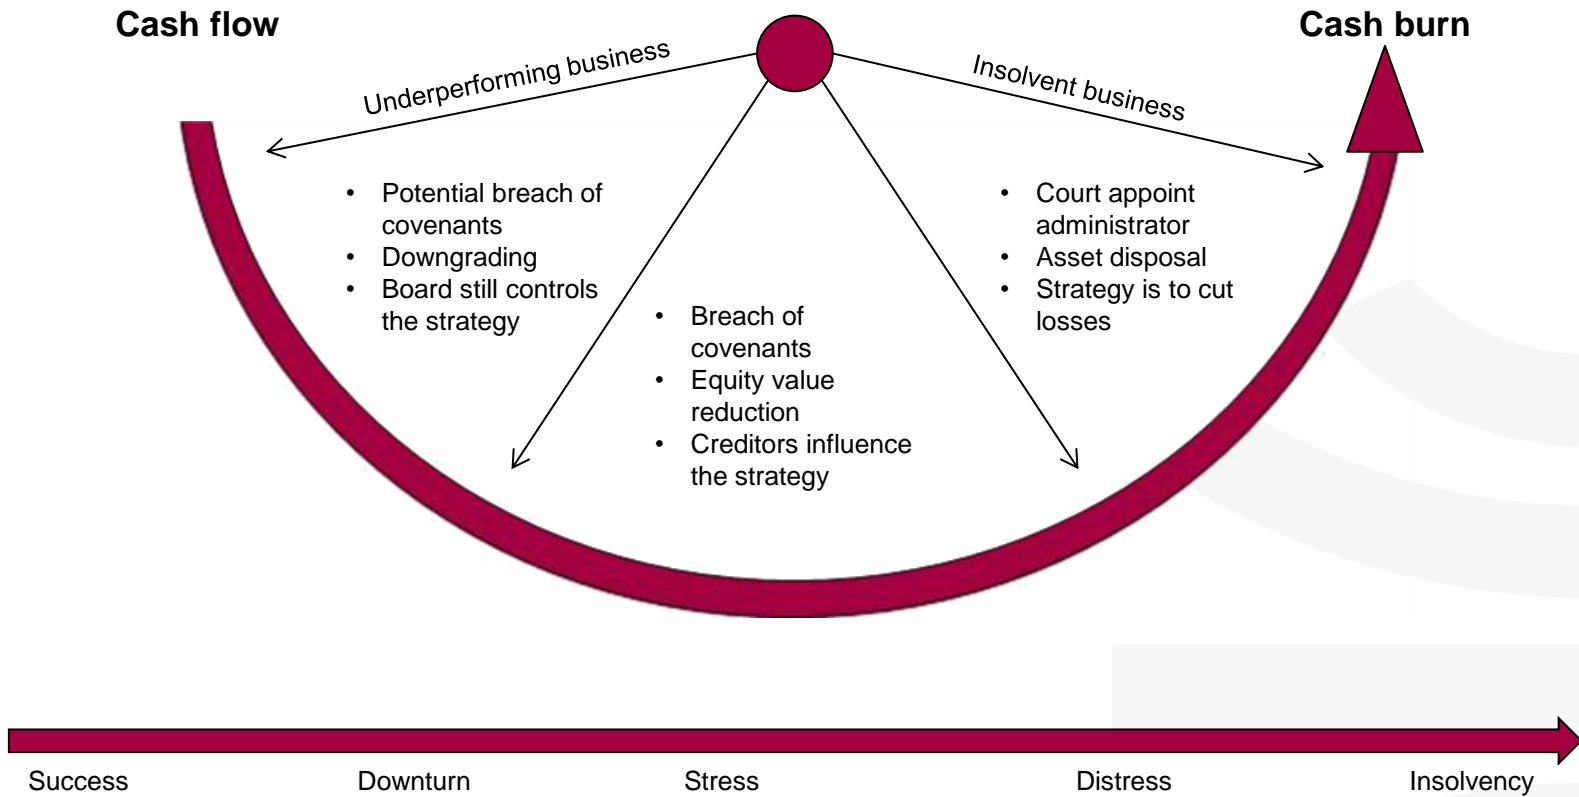 Cash flow
Cash burn
Underperforming business
Insolvent business
• Potential breach of
covenants
• Downgrading
• Board still controls
the strategy
• Breach of
covenants
• Equity value
reduction
• Creditors influence
the strategy
• Court appoint
administrator
• Asset disposal
• Strategy is to cut
losses
Success
Downturn
Stress
Distress
Insolvency